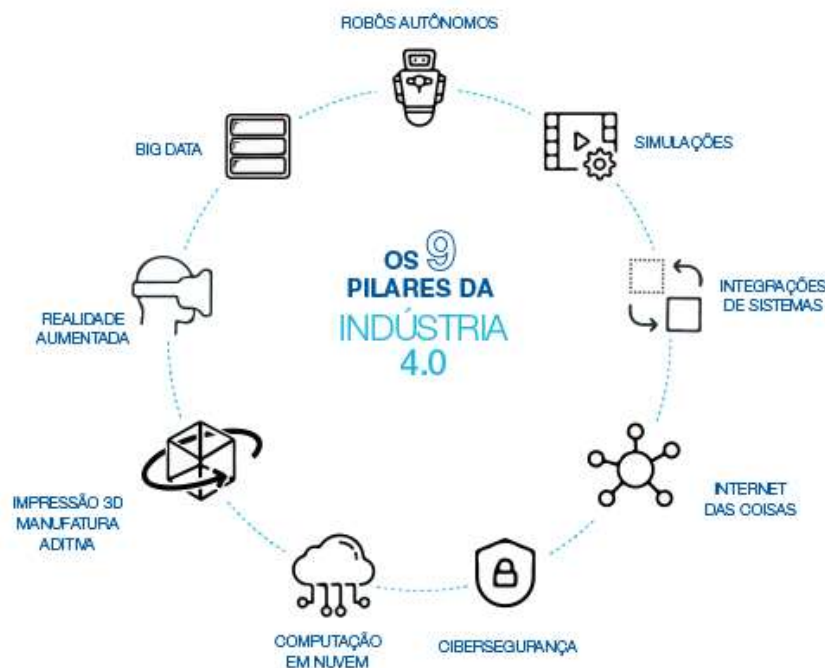 ROBÔS AUTÔNOMOS
BIG DATA
SIMULAÇÕES
OS 9
PILARES DA
INDÚSTRIA
4.0
INTEGRAÇÕES
DE SISTEMAS
REALIDADE
AUMENTADA
INTERNET
DAS COISAS
IMPRESSÃO 3D
MANUFATURA
ADITIVA
COMPUTAÇÃO
EM NUVEM
CIBERSEGURANÇA